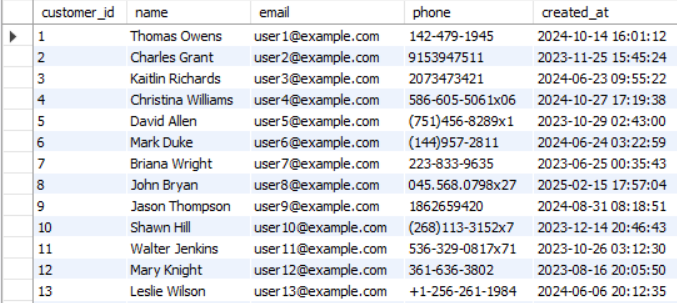 customer_id name email phone created_at
1 Thomas Owens user1@example.com 142-479-1945 2024-10-14 16:01:12
2 Charles Grant user2@example.com 9153947511 2023-11-25 15:45:24
3 Kaitlin Richards user3@example.com 2073473421 2024-06-23 09:55:22
4 Christina Williams user4@example.com 586-605-5061x06 2024-10-27 17:19:38
5 David Allen user5@example.com (751)456-8289x1 2023-10-29 02:43:00
6 Mark Duke user6@example.com (144)957-2811 2024-06-24 03:22:59
7 Briana Wright user7@example.com 223-833-9635 2023-06-25 00:35:43
8 John Bryan user8@example.com 045.568.0798x27 2025-02-15 17:57:04
9 Jason Thompson user9@example.com 1862659420 2024-08-31 08:18:51
10 Shawn Hill user10@example.com (268)113-3152x7 2023-12-14 20:46:43
11 Walter Jenkins user11@example.com 536-329-0817x71 2023-10-26 03:12:30
12 Mary Knight user12@example.com 361-636-3802 2023-08-16 20:05:50
13 Leslie Wilson user13@example.com +1-256-261-1984 2024-06-06 20:12:35